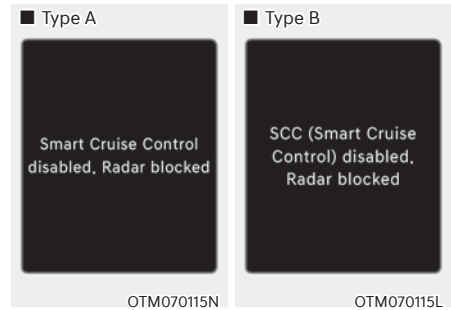 ■ Type A
Smart Cruise Control
disabled. Radar blocked
OTM070115N
■ Type B
SCC (Smart Cruise
Control) disabled.
Radar blocked
OTM070115L